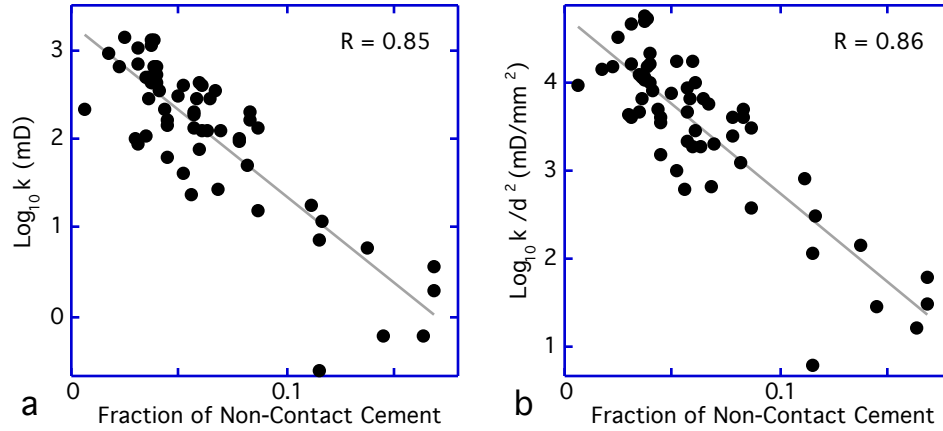 R = 0.85
3
2
1
0
Log₁₀ k (mD)
0
0.1
a
Fraction of Non-Contact Cement
R = 0.86
4
3
2
1
Log₁₀ k /d ² (mD/mm ²)
0
0.1
b
Fraction of Non-Contact Cement